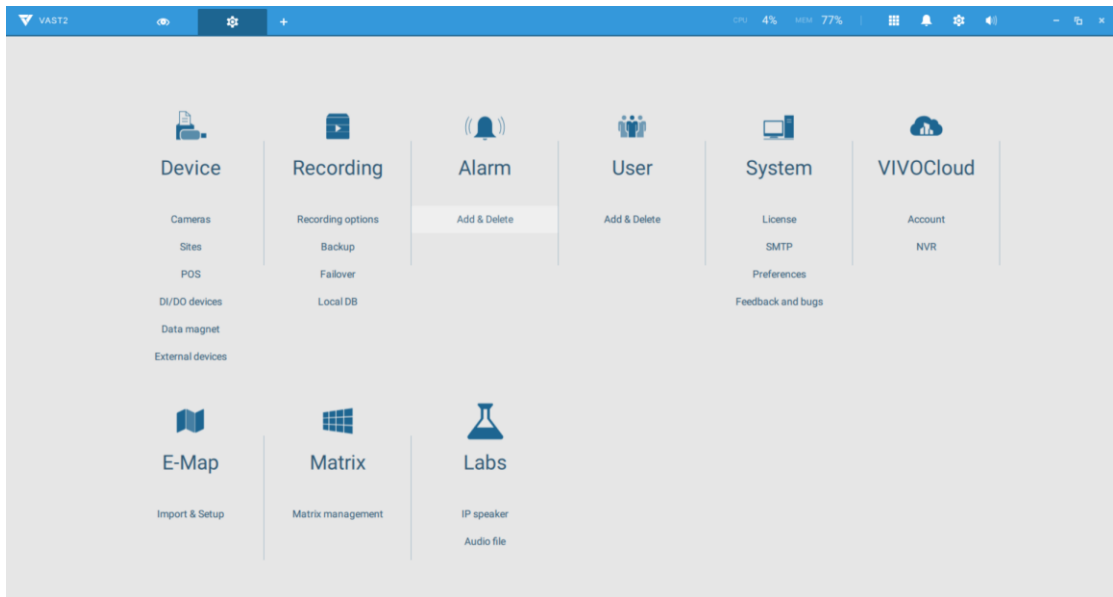 VAST2 + CPU 4% MEM 77%
Device
Cameras
Sites
POS
DI/DO devices
Data magnet
External devices
Recording
Recording options
Backup
Failover
Local DB
Alarm
Add & Delete
User
Add & Delete
System
License
SMTP
Preferences
Feedback and bugs
VIVOCloud
Account
NVR
E-Map
Import & Setup
Matrix
Matrix management
Labs
IP speaker
Audio file